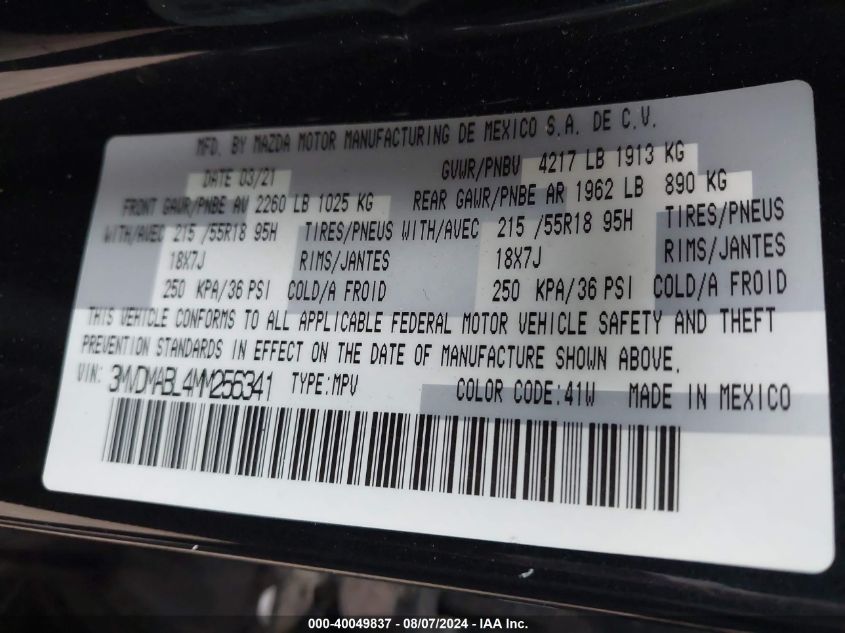 MFD. BY MAZDA MOTOR MANUFACTURING DE MEXICO S.A. DE C.V.
DATE 03/21 GVWR/PNBV 4217 LB 1913 KG
FRONT GAWR/PNBE AV 2260 LB 1025 KG REAR GAWR/PNBE AR 1962 LB 890 KG
WITH/AVEC 215 /55R18 95H TIRES/PNEUS WITH/AVEC 215 /55R18 95H TIRES/PNEUS
18X7J RIMS/JANTES 18X7J RIMS/JANTES
250 KPA/36 PSI COLD/A FROID 250 KPA/36 PSI COLD/A FROID
THIS VEHICLE CONFORMS TO ALL APPLICABLE FEDERAL MOTOR VEHICLE SAFETY AND THEFT
PREVENTION STANDARDS IN EFFECT ON THE DATE OF MANUFACTURE SHOWN ABOVE.
VIN: 3MVDMABL4MM256341 TYPE:MPV COLOR CODE:41W MADE IN MEXICO
000-40049837 - 08/07/2024 - IAAI Inc.